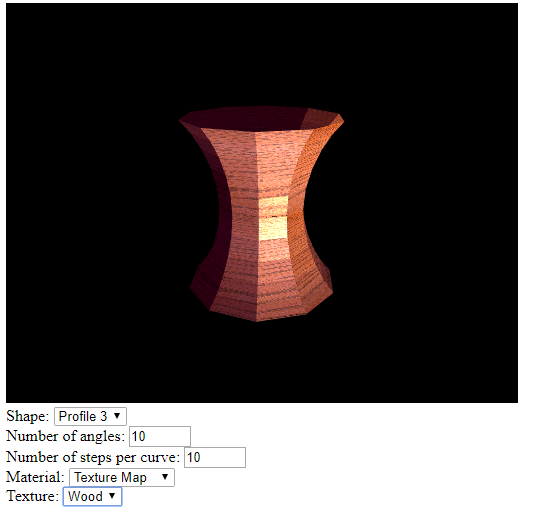 Shape: Profile 3
Number of angles: 10
Number of steps per curve: 10
Material: Texture Map
Texture: Wood